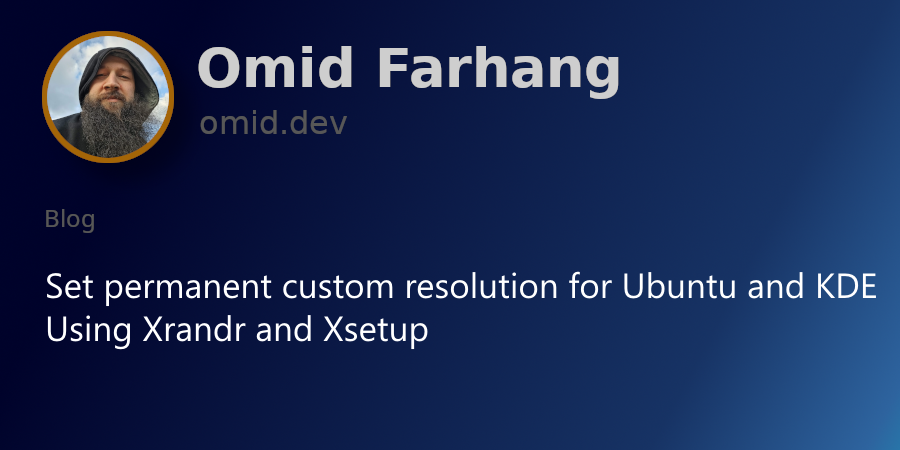 Omid Farhang
omid.dev
Blog
Set permanent custom resolution for Ubuntu and KDE
Using Xrandr and Xsetup